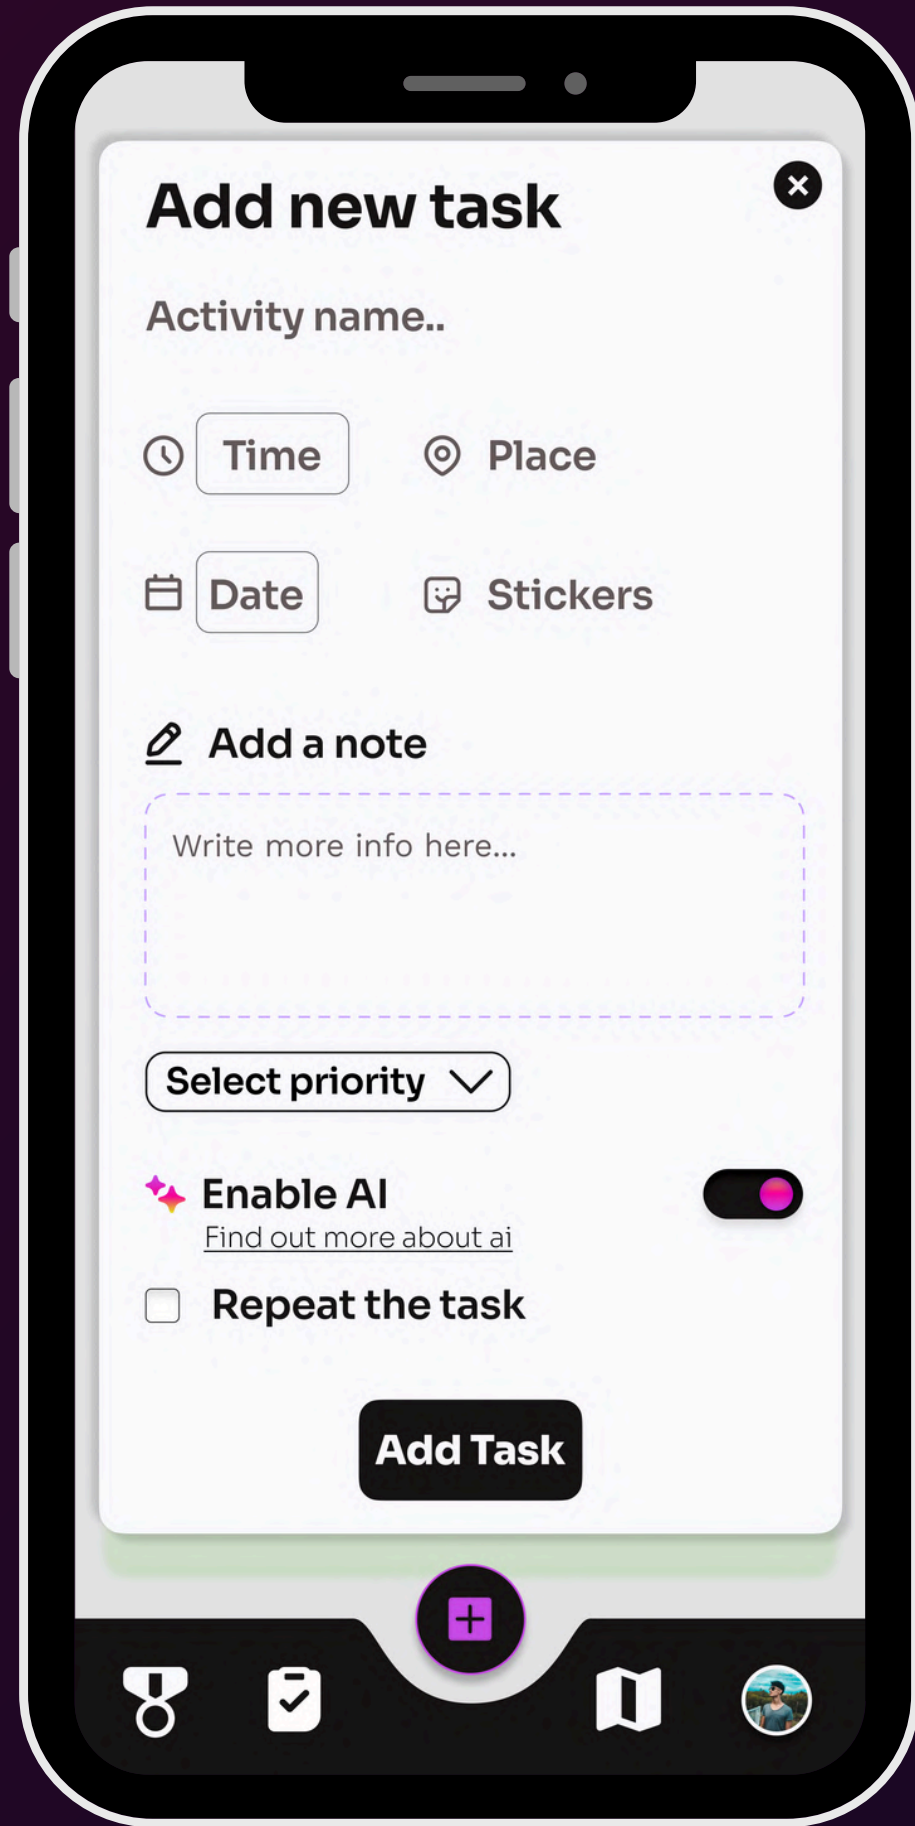 Add new task
Activity name..
Time
Place
Date
Stickers
Add a note
Write more info here...
Select priority
Enable AI
Find out more about ai
Repeat the task
Add Task